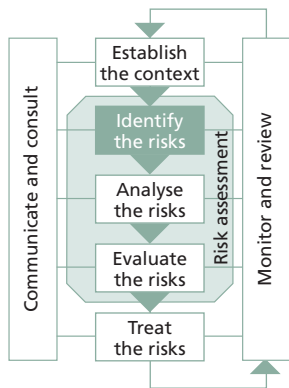 Establish
the context
Identify
the risks
Analyse
the risks
Evaluate
the risks
Treat
the risks
Communicate and consult
Risk assessment
Monitor and review